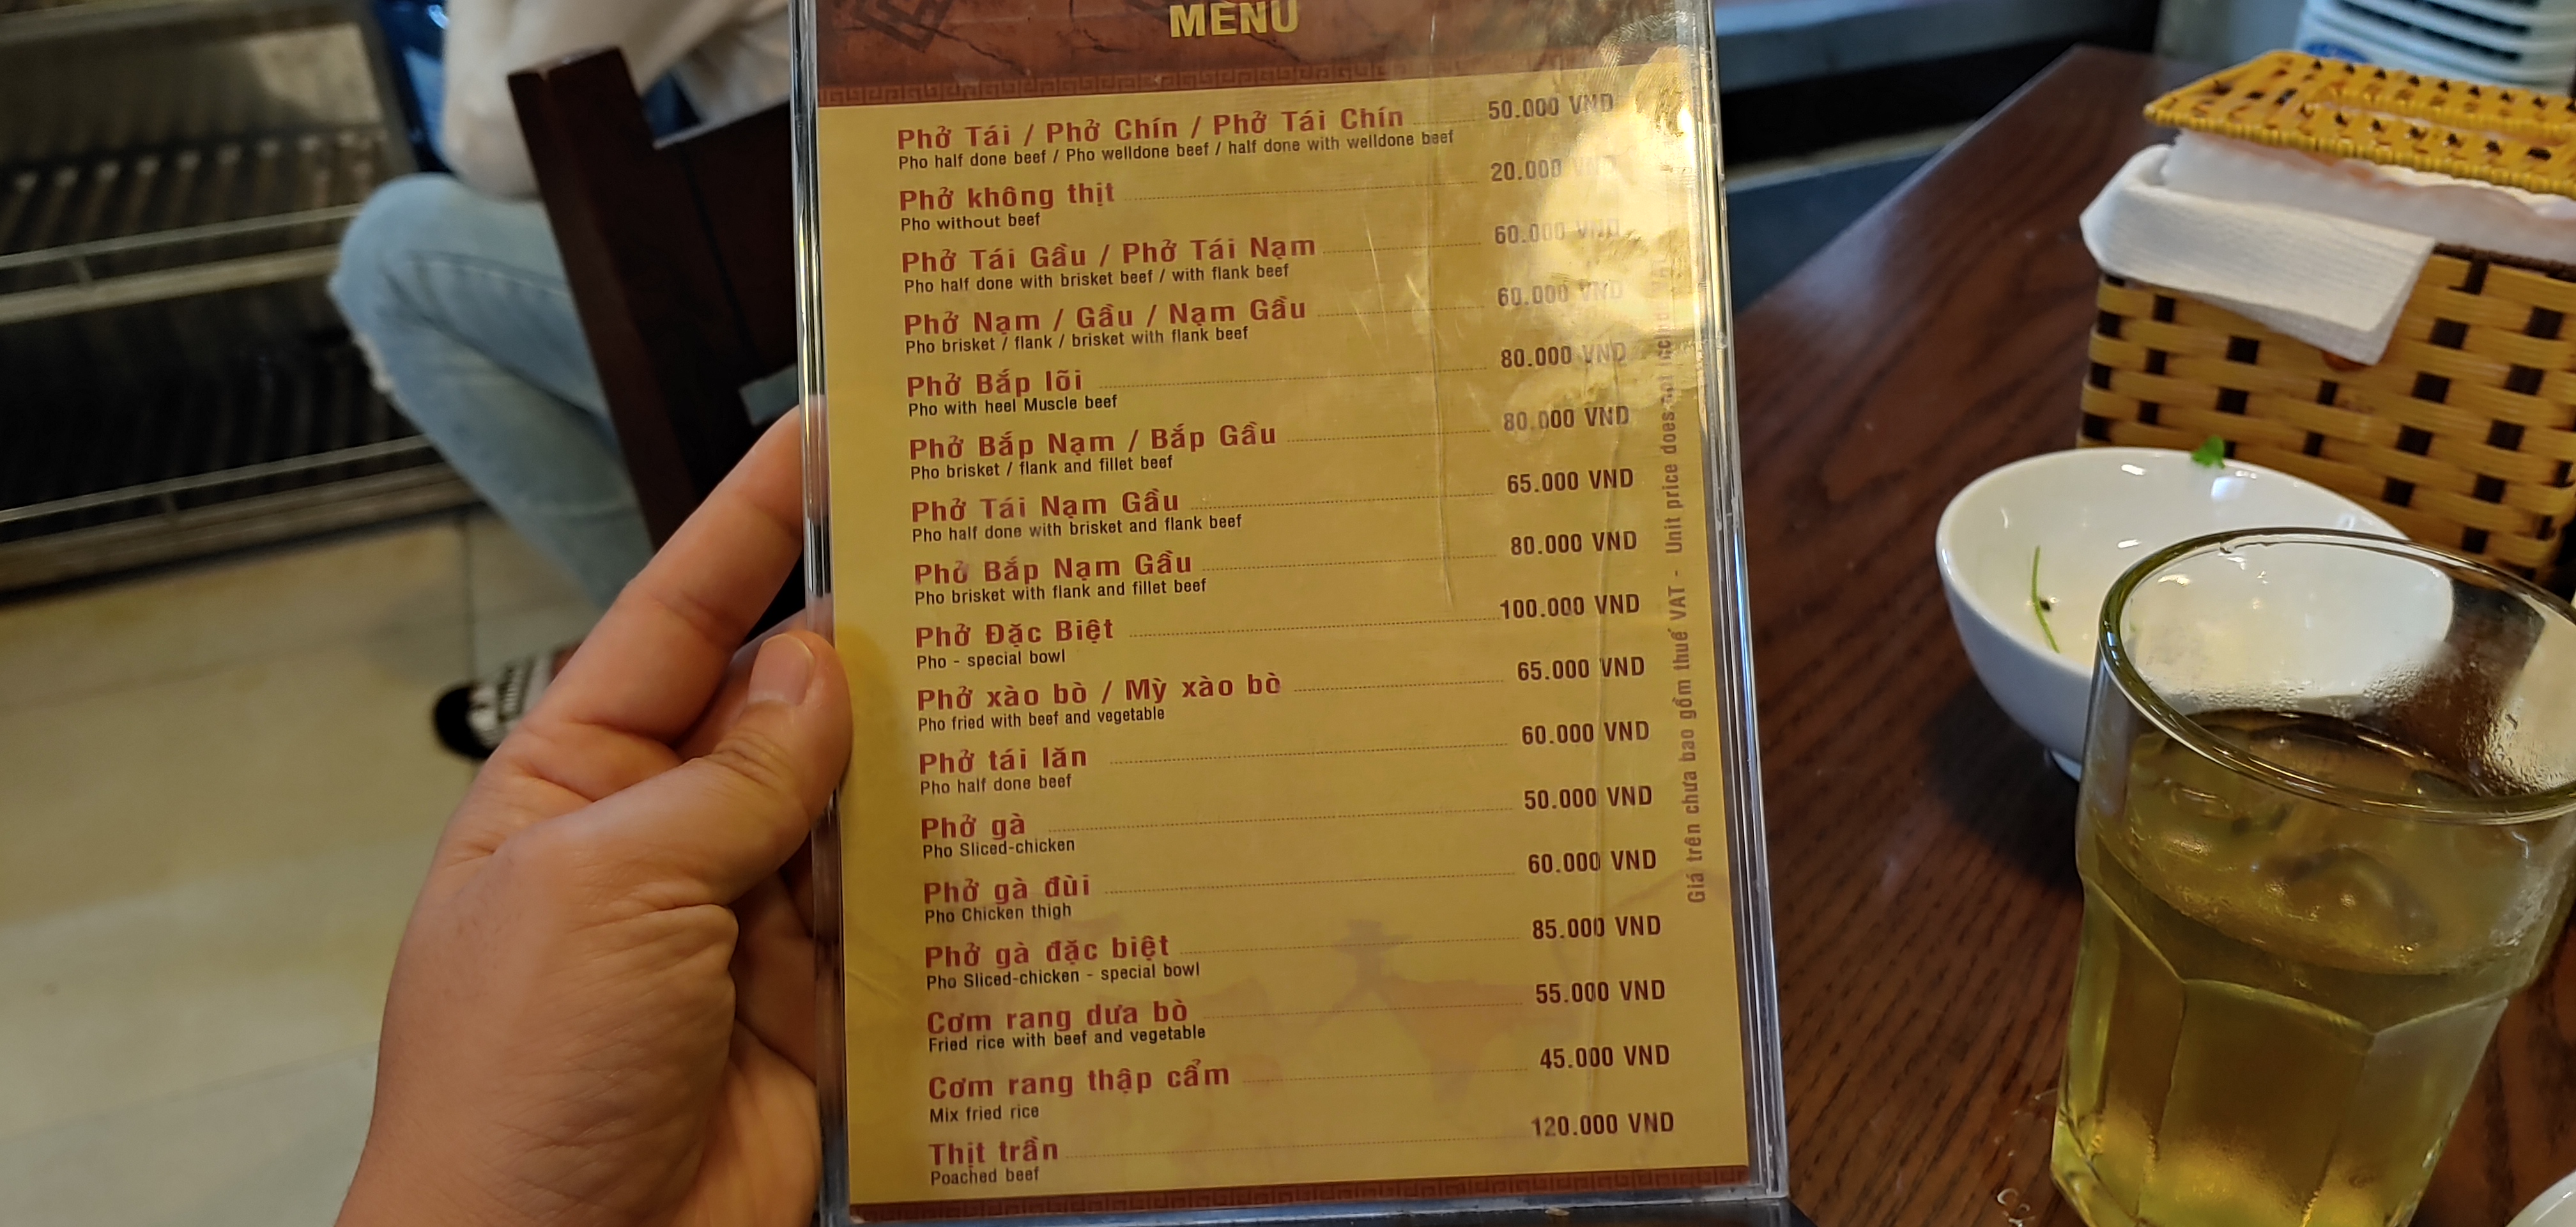 MENU
Phở Tái / Phở Chín / Phở Tái Chín 50.000 VND
Pho half done beef / Pho welldone beef / half done with welldone beef
Phở không thịt 20.000 VND
Pho without beef
Phở Tái Gầu / Phở Tái Nạm 60.000 VND
Pho half done with brisket beef / with flank beef
Phở Nạm / Gầu / Nạm Gầu 60.000 VND
Pho brisket / flank / brisket with flank beef
Phở Bắp lõi 80.000 VND
Pho with heel Muscle beef
Phở Bắp Nạm / Bắp Gầu 80.000 VND
Pho brisket / flank and fillet beef
Phở Tái Nạm Gầu 65.000 VND
Pho half done with brisket and flank beef
Phở Bắp Nạm Gầu 80.000 VND
Pho brisket with flank and fillet beef
Phở Đặc Biệt 100.000 VND
Pho - special bowl
Phở xào bò / Mỳ xào bò 65.000 VND
Pho fried with beef and vegetable
Phở tái lăn 60.000 VND
Pho half done beef
Phở gà 50.000 VND
Pho Sliced-chicken
Phở gà đùi 60.000 VND
Pho Chicken thigh
Phở gà đặc biệt 85.000 VND
Pho Sliced-chicken - special bowl
Cơm rang dưa bò 55.000 VND
Fried rice with beef and vegetable
Cơm rang thập cẩm 45.000 VND
Mix fried rice
Thịt trần 120.000 VND
Poached beef
Giá trên chưa bao gồm thuế VAT - Unit price does not